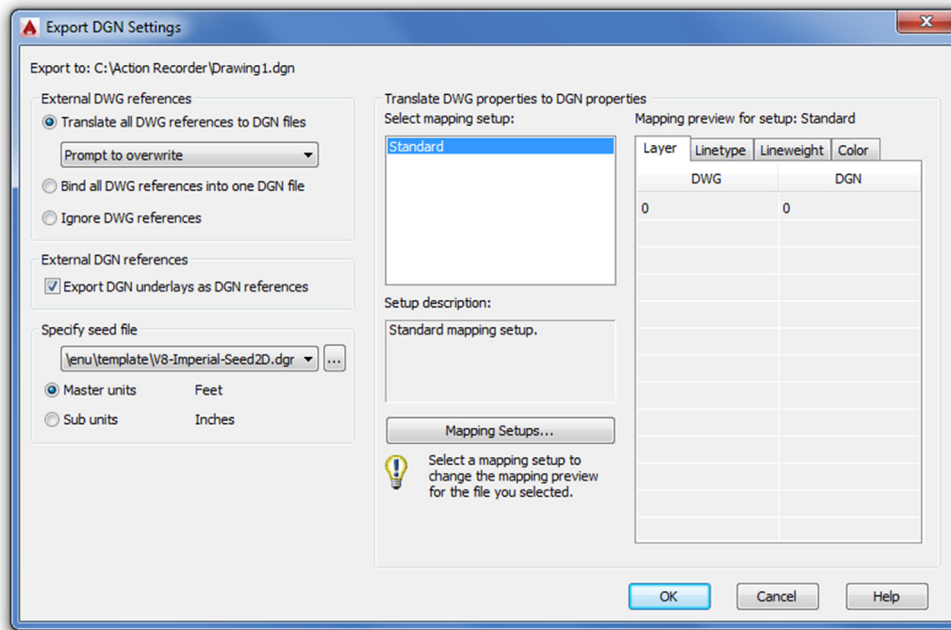 Export DGN Settings
Export to: C:\Action Recorder\Drawing1.dgn
External DWG references
Translate all DWG references to DGN files
Prompt to overwrite
Bind all DWG references into one DGN file
Ignore DWG references
External DGN references
Export DGN underlays as DGN references
Specify seed file
\enu\template\V8-Imperial-Seed2D.dgr
...
Master units Feet
Sub units Inches
Translate DWG properties to DGN properties
Select mapping setup:
Standard
Setup description:
Standard mapping setup.
Mapping Setups...
Select a mapping setup to
change the mapping preview
for the file you selected.
Mapping preview for setup: Standard
Layer Linetype Lineweight Color
DWG DGN
0 0
OK Cancel Help